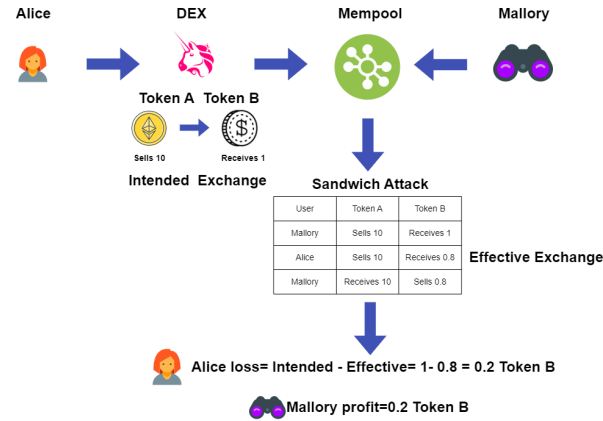 Alice DEX Mempool Mallory
Token A Token B
$
Sells 10 Receives 1
Intended Exchange
Sandwich Attack
User Token A Token B
Mallory Sells 10 Receives 1
Alice Sells 10 Receives 0.8
Mallory Receives 10 Sells 0.8
Effective Exchange
Alice loss= Intended - Effective= 1- 0.8 = 0.2 Token B
Mallory profit=0.2 Token B